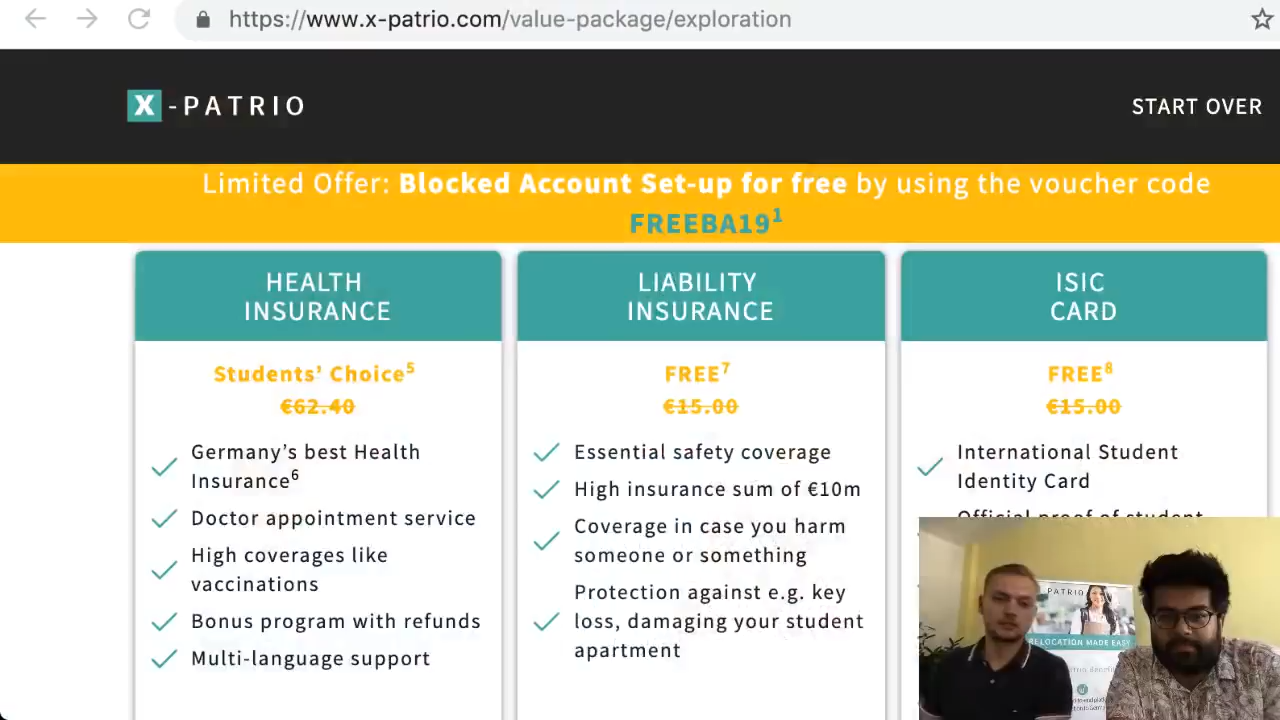 https://www.x-patrio.com/value-package/exploration
X-PATRIO
START OVER
Limited Offer: Blocked Account Set-up for free by using the voucher code
FREEBA19¹
HEALTH
INSURANCE
Students’ Choice⁵
€62.40
Germany’s best Health
Insurance⁶
Doctor appointment service
High coverages like
vaccinations
Bonus program with refunds
Multi-language support
LIABILITY
INSURANCE
FREE⁷
€15.00
Essential safety coverage
High insurance sum of €10m
Coverage in case you harm
someone or something
Protection against e.g. key
loss, damaging your student
apartment
ISIC
CARD
FREE⁸
€15.00
International Student
Identity Card
Official proof of student
PATRIO
RELOCATION MADE EASY